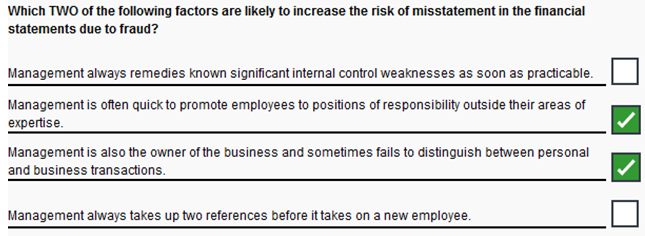 Which TWO of the following factors are likely to increase the risk of misstatement in the financial
statements due to fraud?
Management always remedies known significant internal control weaknesses as soon as practicable.
Management is often quick to promote employees to positions of responsibility outside their areas of
expertise.
Management is also the owner of the business and sometimes fails to distinguish between personal
and business transactions.
Management always takes up two references before it takes on a new employee.